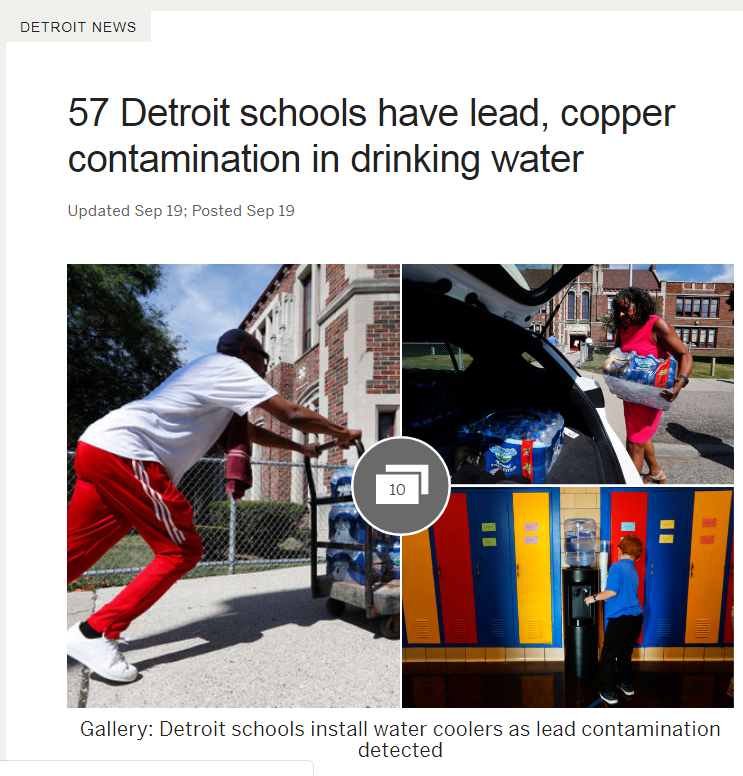 DETROIT NEWS
57 Detroit schools have lead, copper
contamination in drinking water
Updated Sep 19; Posted Sep 19
10
Gallery: Detroit schools install water coolers as lead contamination
detected